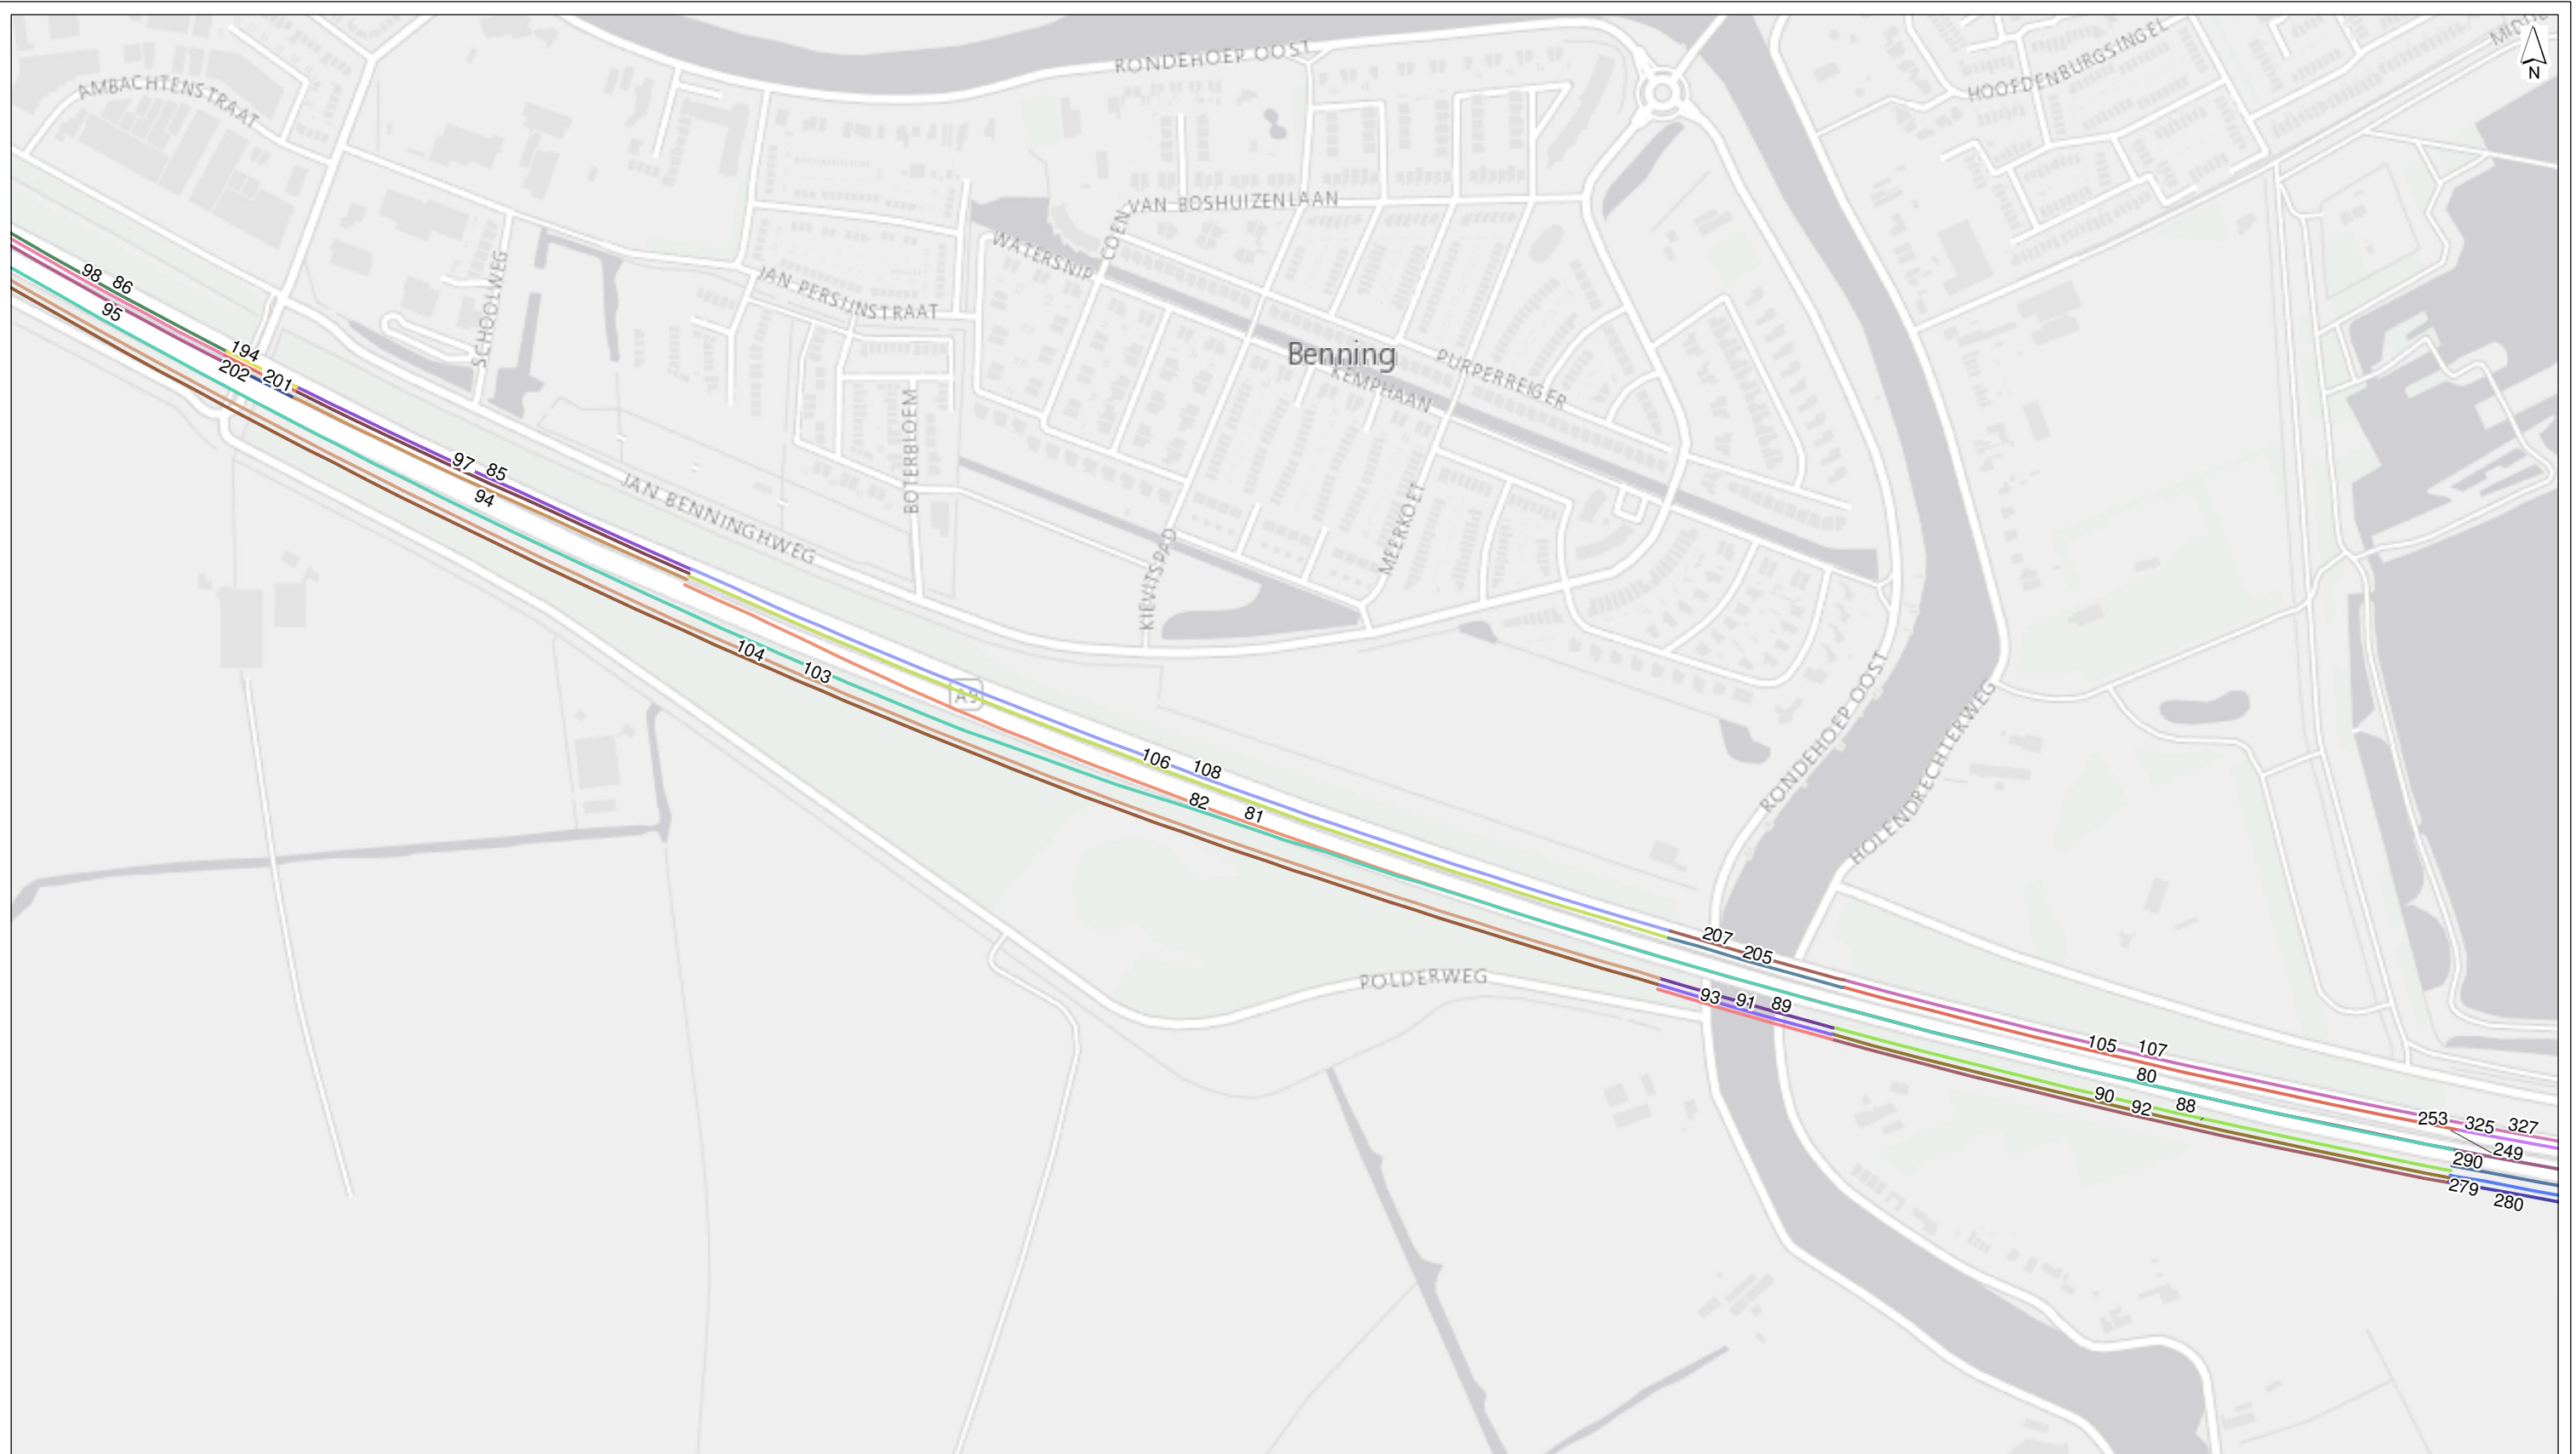 MIDDE
HOOFDENBURGSINGEL
N
RONDEHOEP OOST
AMBACHTENSTRAAT
VAN BOSHUIZENLAAN
COEN
WATERSNIP
SCHOOLWEG
JAN PERSIJNSTRAAT
98 86
95
194
202 201
Benning
PURPERREIGER
KEMPHAAN
BOTERBLOEM
97 85
94
JAN BENNINGHWEG
MEERKOET
KIEVITSPAD
104 103
A9
RONDEHOEP OOST
HOLENDRECHTERWEG
106 108
82 81
207 205
POLDERWEG
93 91 89
105 107
80
90 92 88
253 325 327
249
290
279 280